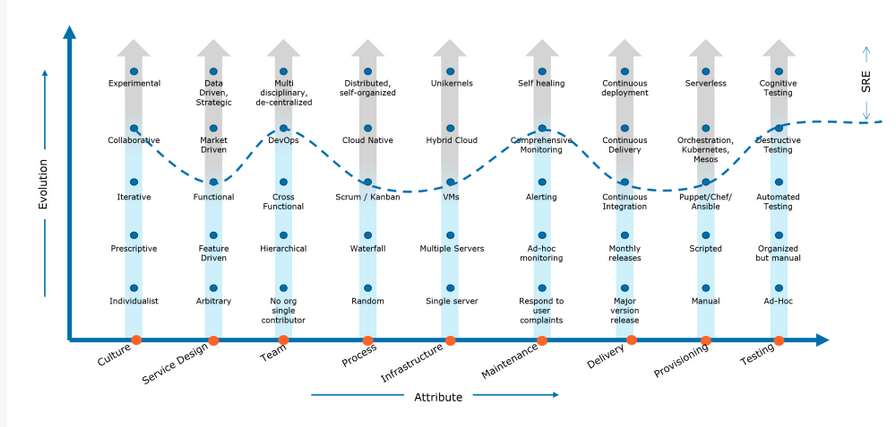 Experimental
Data
Driven,
Strategic
Multi
disciplinary,
de-centralized
Distributed,
self-organized
Unikernels
Self healing
Continuous
deployment
Serverless
Cognitive
Testing
SRE
Collaborative
Market
Driven
DevOps
Cloud Native
Hybrid Cloud
Comprehensive
Monitoring
Continuous
Delivery
Orchestration,
Kubernetes,
Mesos
Destructive
Testing
Evolution
Iterative
Functional
Cross
Functional
Scrum / Kanban
VMs
Alerting
Continuous
Integration
Puppet/Chef/
Ansible
Automated
Testing
Prescriptive
Feature
Driven
Hierarchical
Waterfall
Multiple Servers
Ad-hoc
monitoring
Monthly
releases
Scripted
Organized
but manual
Individualist
Arbitrary
No org
single
contributor
Random
Single server
Respond to
user
complaints
Major
version
release
Manual
Ad-Hoc
Culture
Service Design
Team
Process
Infrastructure
Maintenance
Delivery
Provisioning
Testing
Attribute